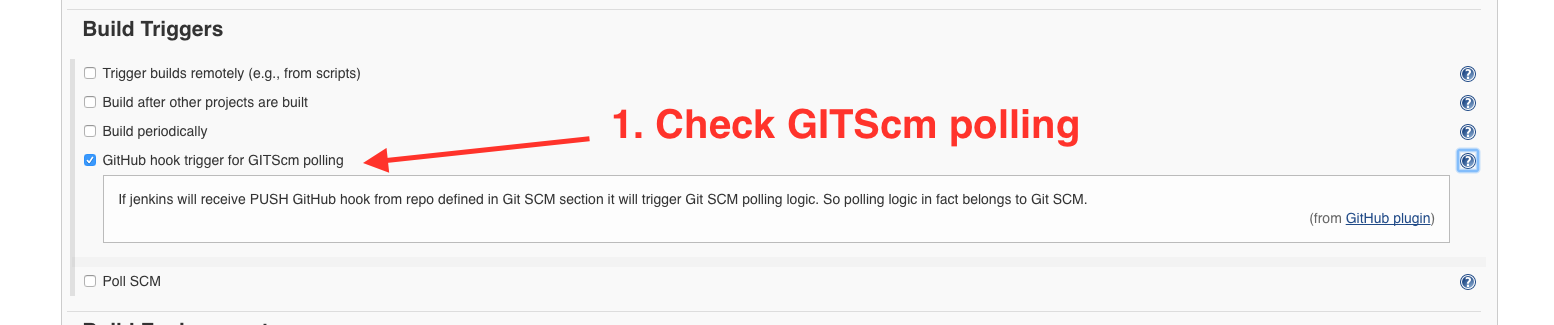 Build Triggers
Trigger builds remotely (e.g., from scripts)
Build after other projects are built
Build periodically
1. Check GITScm polling
GitHub hook trigger for GITScm polling
If jenkins will receive PUSH GitHub hook from repo defined in Git SCM section it will trigger Git SCM polling logic. So polling logic in fact belongs to Git SCM.
(from GitHub plugin)
Poll SCM